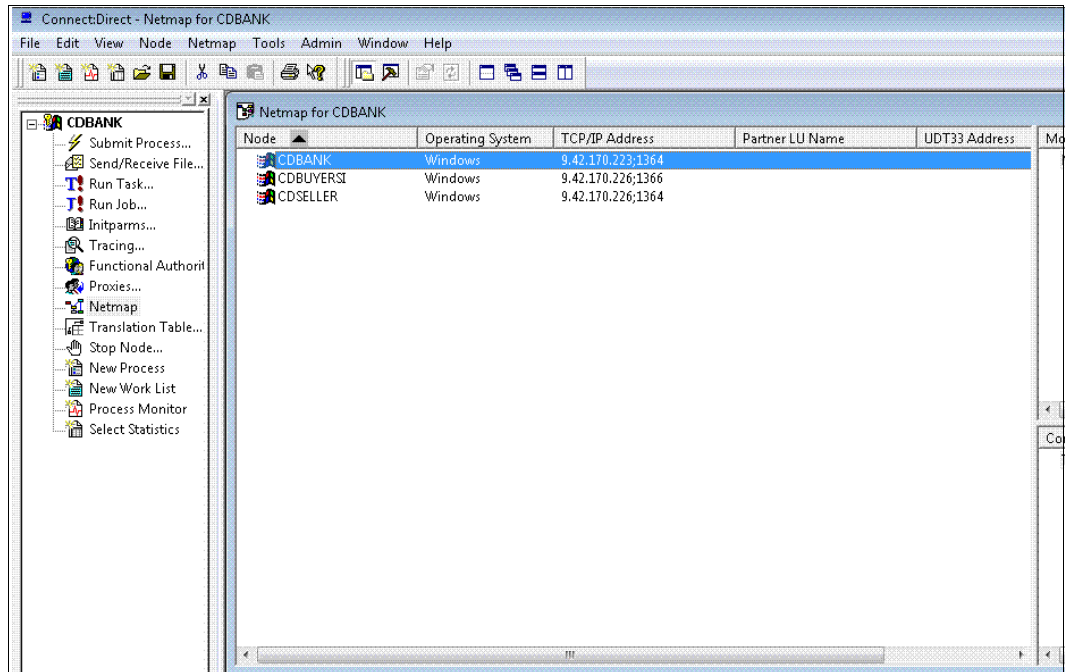 Connect:Direct - Netmap for CDBANK
File Edit View Node Netmap Tools Admin Window Help
CDBANK
Submit Process...
Send/Receive File...
Run Task...
Run Job...
Initparms...
Tracing...
Functional Authorit
Proxies...
Netmap
Translation Table...
Stop Node...
New Process
New Work List
Process Monitor
Select Statistics
Netmap for CDBANK
Node Operating System TCP/IP Address Partner LU Name UDT33 Address Mo
CDBANK Windows 9.42.170.223;1364
CDBUYERSI Windows 9.42.170.226;1366
CDSELLER Windows 9.42.170.226;1364
Co